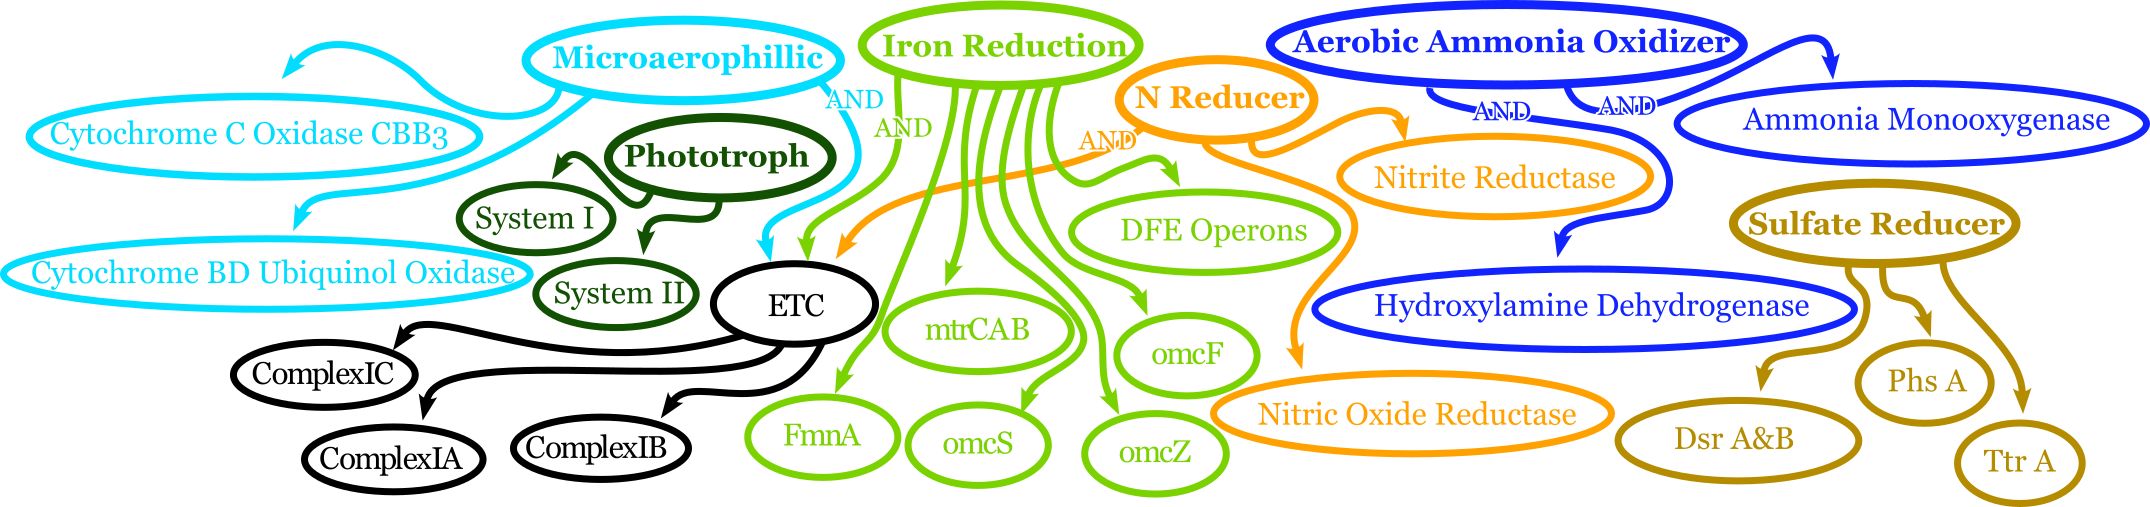 Microaerophillic
Iron Reduction
Aerobic Ammonia Oxidizer
N Reducer
AND
AND
AND
AND
AND
Cytochrome C Oxidase CBB3
Phototroph
Ammonia Monooxygenase
Nitrite Reductase
System I
DFE Operons
Sulfate Reducer
Cytochrome BD Ubiquinol Oxidase
System II
ETC
Hydroxylamine Dehydrogenase
mtrCAB
omcF
ComplexIC
Phs A
Nitric Oxide Reductase
FmnA
omcS
omcZ
Dsr A&B
ComplexIA
ComplexIB
Ttr A